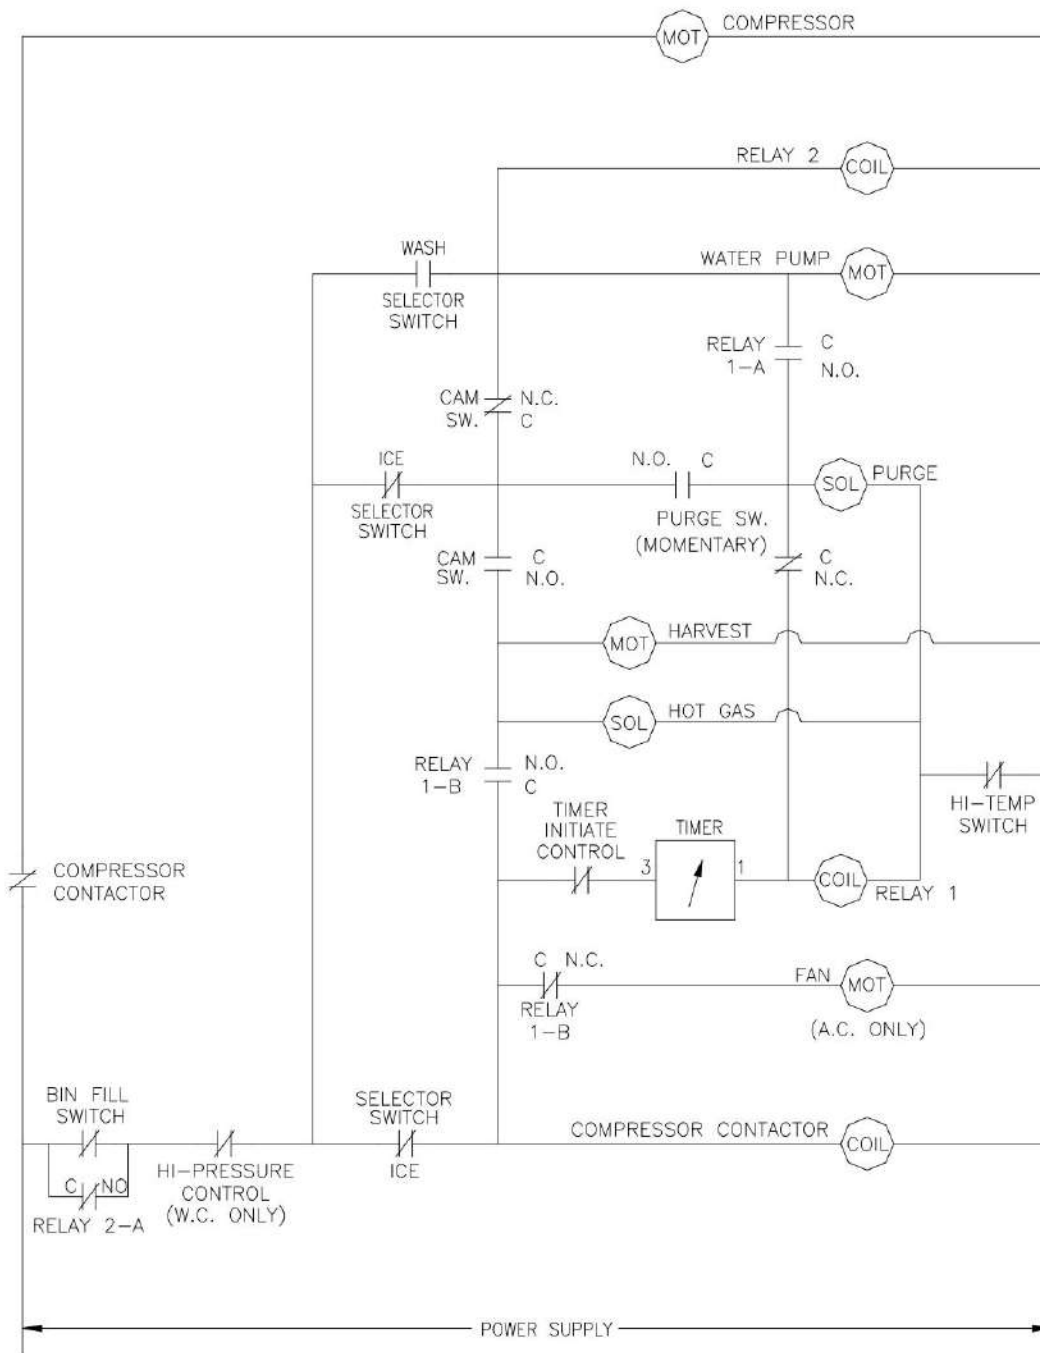 MOT COMPRESSOR
RELAY 2 COIL
WASH
SELECTOR
SWITCH
WATER PUMP MOT
RELAY
1-A
C
N.O.
CAM
SW.
N.C.
C
ICE
SELECTOR
SWITCH
N.O. C
PURGE SW.
(MOMENTARY)
SOL PURGE
CAM
SW.
C
N.O.
C
N.C.
MOT HARVEST
SOL HOT GAS
RELAY
1-B
N.O.
C
HI-TEMP
SWITCH
TIMER
INITIATE
CONTROL
TIMER
3 1
COIL RELAY 1
COMPRESSOR
CONTACTOR
C N.C.
RELAY
1-B
FAN MOT
(A.C. ONLY)
BIN FILL
SWITCH
C NO
RELAY 2-A
HI-PRESSURE
CONTROL
(W.C. ONLY)
SELECTOR
SWITCH
ICE
COMPRESSOR CONTACTOR COIL
POWER SUPPLY